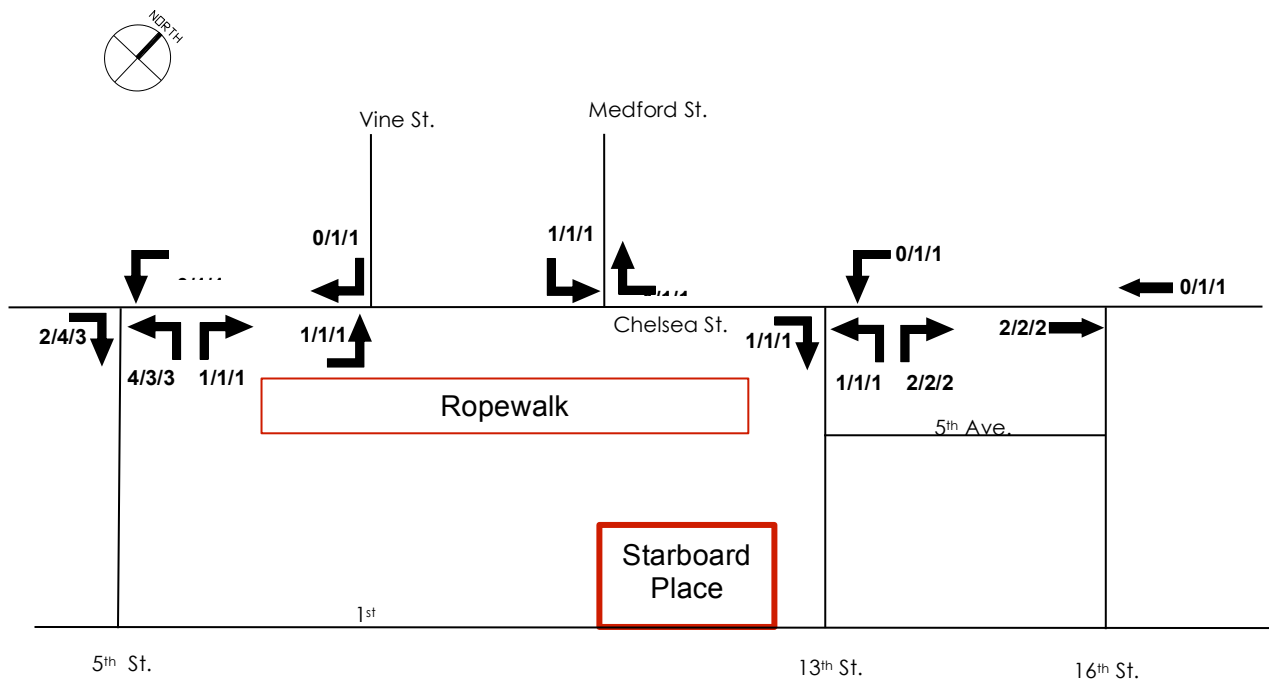 NORTH
Vine St.
Medford St.
0/1/1
1/1/1
0/1/1
0/1/1
Chelsea St.
2/4/3
4/3/3
1/1/1
1/1/1
1/1/1
1/1/1
2/2/2
2/2/2
Ropewalk
5th Ave.
Starboard
Place
1st
5th St.
13th St.
16th St.